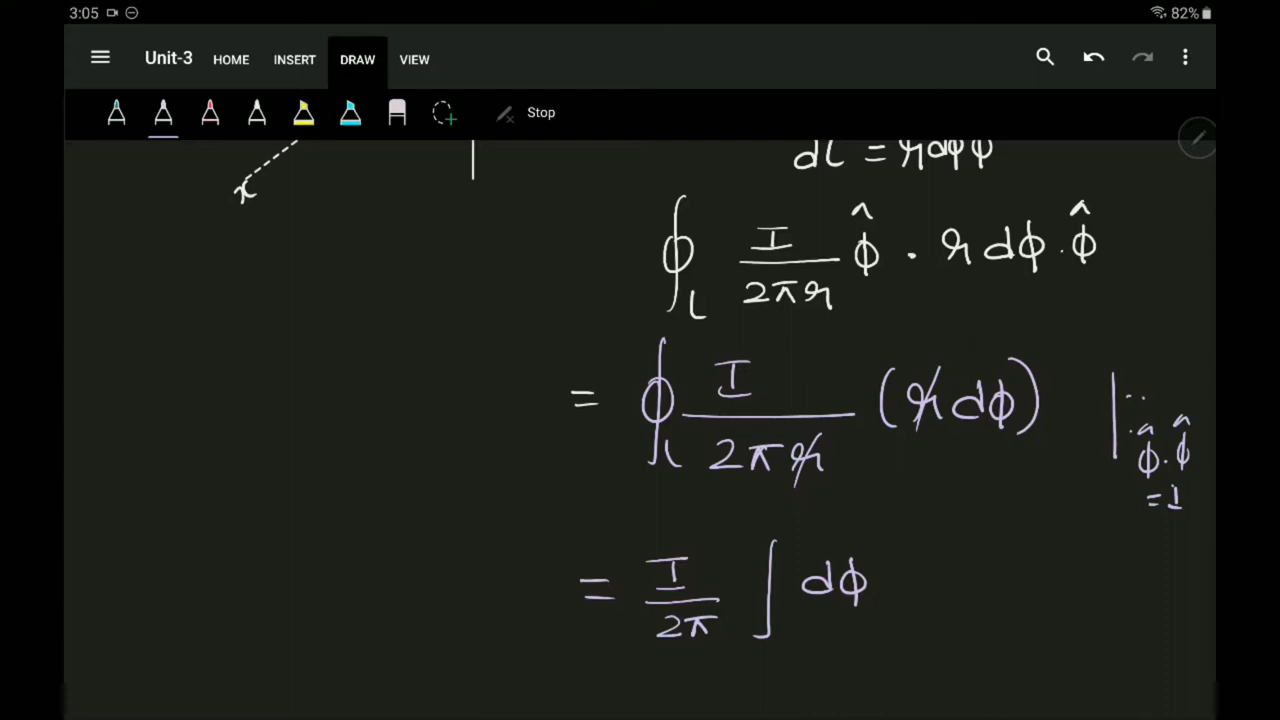 3:05 82%
Unit-3 HOME INSERT DRAW VIEW
Stop
x
dl = r dϕ ϕ
∮_L I/2πr ϕ̂ . r dϕ . ϕ̂
= ∮_L I/2πr (r dϕ) | ∵ ϕ̂ . ϕ̂ = 1
= I/2π ∫ dϕ